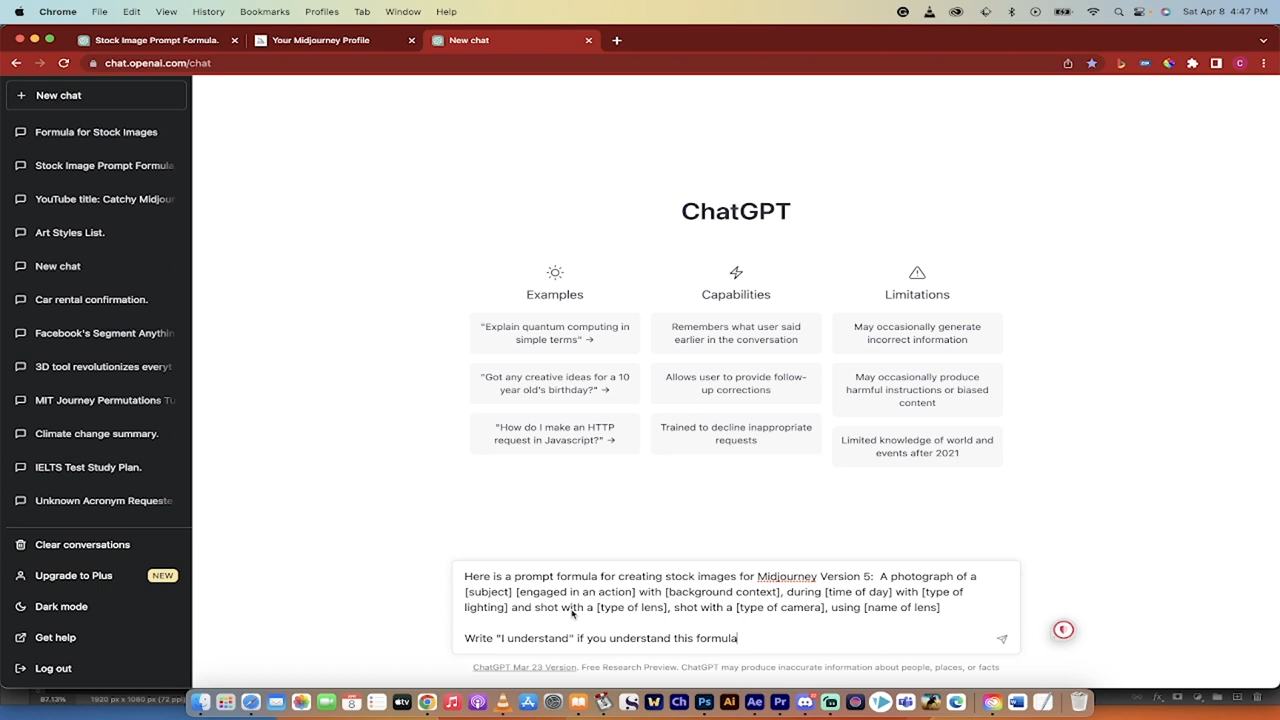 Chrome File Edit View History Bookmarks Profiles Tab Window Help Sat Apr 8 4:47 PM
Stock Image Prompt Formula. Your Midjourney Profile New chat
chat.openai.com/chat
New chat
Formula for Stock Images
Stock Image Prompt Formula
YouTube title: Catchy Midjour
Art Styles List.
New chat
Car rental confirmation.
Facebook's Segment Anythin
3D tool revolutionizes everyt
MIT Journey Permutations Tu
Climate change summary.
IELTS Test Study Plan.
Unknown Acronym Requeste
Clear conversations
Upgrade to Plus NEW
Dark mode
Get help
Log out
ChatGPT
Examples
Capabilities
Limitations
"Explain quantum computing in
simple terms" →
Remembers what user said
earlier in the conversation
May occasionally generate
incorrect information
"Got any creative ideas for a 10
year old's birthday?" →
Allows user to provide follow-
up corrections
May occasionally produce
harmful instructions or biased
content
"How do I make an HTTP
request in Javascript?" →
Trained to decline inappropriate
requests
Limited knowledge of world and
events after 2021
Here is a prompt formula for creating stock images for Midjourney Version 5: A photograph of a
[subject] [engaged in an action] with [background context], during [time of day] with [type of
lighting] and shot with a [type of lens], shot with a [type of camera], using [name of lens]
Write "I understand" if you understand this formula
ChatGPT Mar 23 Version. Free Research Preview. ChatGPT may produce inaccurate information about people, places, or facts
87.13% 1920 px x 1080 px (72 ppi)